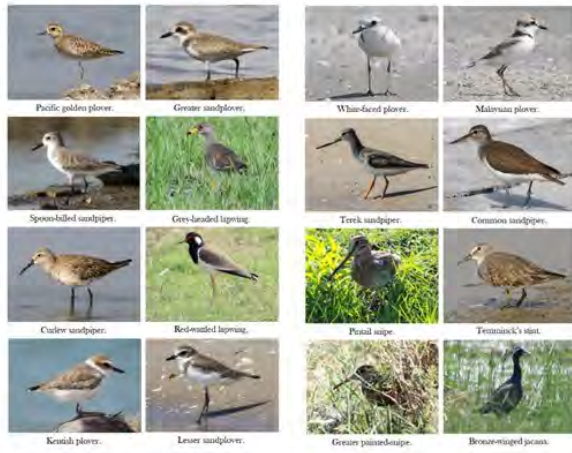 Pacific golden plover.
Greater sandplover.
White-faced plover.
Malaysian plover.
Spoon-billed sandpiper.
Grey-headed lapwing.
Terek sandpiper.
Common sandpiper.
Curlew sandpiper.
Red-wattled lapwing.
Pintail snipe.
Temminck's stint.
Kentish plover.
Lesser sandplover.
Greater painted-snipe.
Bronze-winged jacana.